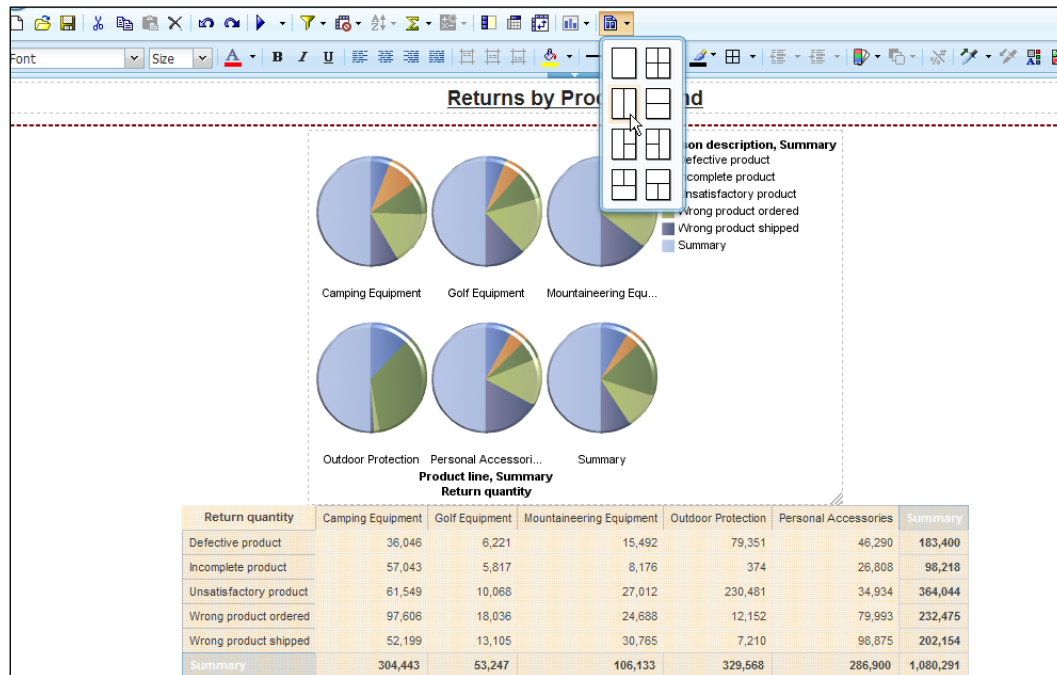 Font Size A B I U
Returns by Prod nd
son description, Summary
Defective product
Incomplete product
Unsatisfactory product
Wrong product ordered
Wrong product shipped
Summary
Camping Equipment Golf Equipment Mountaineering Equ...
Outdoor Protection Personal Accessori... Summary
Product line, Summary
Return quantity
Return quantity Camping Equipment Golf Equipment Mountaineering Equipment Outdoor Protection Personal Accessories Summary
Defective product 36,046 6,221 15,492 79,351 46,290 183,400
Incomplete product 57,043 5,817 8,176 374 26,808 98,218
Unsatisfactory product 61,549 10,068 27,012 230,481 34,934 364,044
Wrong product ordered 97,606 18,036 24,688 12,152 79,993 232,475
Wrong product shipped 52,199 13,105 30,765 7,210 98,875 202,154
Summary 304,443 53,247 106,133 329,568 286,900 1,080,291